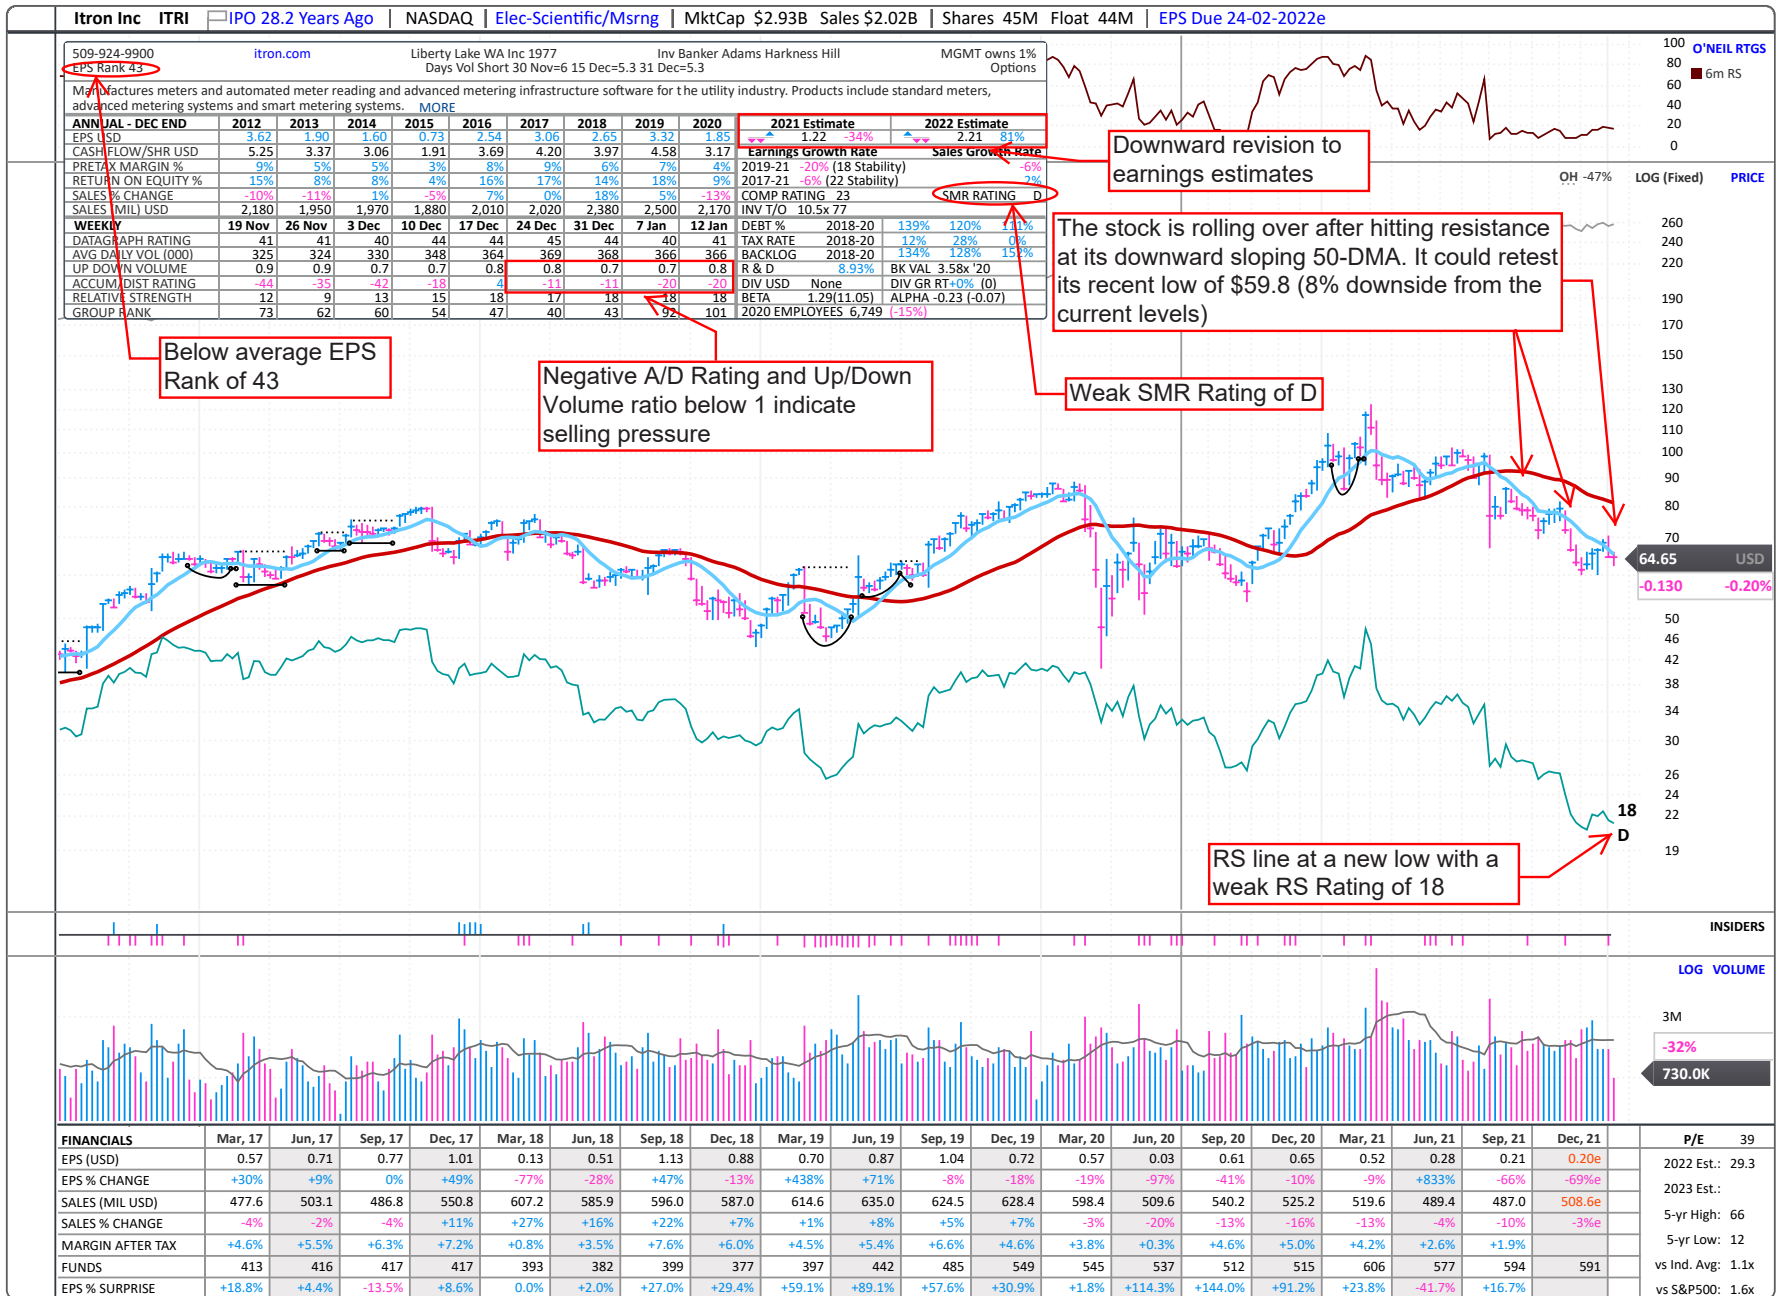 Itron Inc ITRI IPO 28.2 Years Ago NASDAQ Elec-Scientific/Msrng MktCap $2.93B Sales $2.02B Shares 45M Float 44M EPS Due 24-02-2022e
509-924-9900 itron.com Liberty Lake WA Inc 1977 Inv Banker Adams Harkness Hill MGMT owns 1%
EPS Rank 43 Days Vol Short 30 Nov=6 15 Dec=5.3 31 Dec=5.3 Options
Manufactures meters and automated meter reading and advanced metering infrastructure software for the utility industry. Products include standard meters,
advanced metering systems and smart metering systems. MORE
ANNUAL - DEC END 2012 2013 2014 2015 2016 2017 2018 2019 2020 2021 Estimate 2022 Estimate
EPS USD 3.62 1.90 1.60 0.73 2.54 3.06 2.65 3.32 1.85 1.22 -34% 2.21 81%
CASH FLOW/SHR USD 5.25 3.37 3.06 1.91 3.69 4.20 3.97 4.58 3.17 Earnings Growth Rate Sales Growth Rate
PRETAX MARGIN % 9% 5% 5% 3% 8% 9% 6% 7% 4% 2019-21 -20% (18 Stability) -6%
RETURN ON EQUITY % 15% 8% 8% 4% 16% 17% 14% 18% 9% 2017-21 -6% (22 Stability) 2%
SALES % CHANGE -10% -11% 1% -5% 7% 0% 18% 5% -13% COMP RATING 23 SMR RATING D
SALES (MIL) USD 2,180 1,950 1,970 1,880 2,010 2,020 2,380 2,500 2,170 INV T/O 10.5x 77
WEEKLY 19 Nov 26 Nov 3 Dec 10 Dec 17 Dec 24 Dec 31 Dec 7 Jan 12 Jan DEBT % 2018-20 139% 120% 111%
DATAGRAPH RATING 41 41 40 44 44 45 44 40 41 TAX RATE 2018-20 12% 28% 0%
AVG DAILY VOL (000) 325 324 330 348 364 369 368 366 366 BACKLOG 2018-20 134% 128% 152%
UP DOWN VOLUME 0.9 0.9 0.7 0.7 0.8 0.8 0.7 0.7 0.8 R & D 8.93% BK VAL 3.58x '20
ACCUM/DIST RATING -44 -35 -42 -18 4 -11 -11 -20 -20 DIV USD None DIV GR RT +0% (0)
RELATIVE STRENGTH 12 9 13 15 18 17 18 18 18 BETA 1.29(11.05) ALPHA -0.23 (-0.07)
GROUP RANK 73 62 60 54 47 40 43 92 101 2020 EMPLOYEES 6,749 (-15%)
100 O'NEIL RTGS
80 6m RS
60
40
20
0
Downward revision to
earnings estimates
OH -47% LOG (Fixed) PRICE
The stock is rolling over after hitting resistance
at its downward sloping 50-DMA. It could retest
its recent low of $59.8 (8% downside from the
current levels)
Below average EPS
Rank of 43
Negative A/D Rating and Up/Down
Volume ratio below 1 indicate
selling pressure
Weak SMR Rating of D
260
240
220
190
170
150
130
120
110
100
90
80
70
64.65 USD
-0.130 -0.20%
50
46
42
38
34
30
26
24
22
19
18
D
RS line at a new low with a
weak RS Rating of 18
INSIDERS
LOG VOLUME
3M
-32%
730.0K
FINANCIALS Mar, 17 Jun, 17 Sep, 17 Dec, 17 Mar, 18 Jun, 18 Sep, 18 Dec, 18 Mar, 19 Jun, 19 Sep, 19 Dec, 19 Mar, 20 Jun, 20 Sep, 20 Dec, 20 Mar, 21 Jun, 21 Sep, 21 Dec, 21
EPS (USD) 0.57 0.71 0.77 1.01 0.13 0.51 1.13 0.88 0.70 0.87 1.04 0.72 0.57 0.03 0.61 0.65 0.52 0.28 0.21 0.20e
EPS % CHANGE +30% +9% 0% +49% -77% -28% +47% -13% +438% +71% -8% -18% -19% -97% -41% -10% -9% +833% -66% -69%e
SALES (MIL USD) 477.6 503.1 486.8 550.8 607.2 585.9 596.0 587.0 614.6 635.0 624.5 628.4 598.4 509.6 540.2 525.2 519.6 489.4 487.0 508.6e
SALES % CHANGE -4% -2% -4% +11% +27% +16% +22% +7% +1% +8% +5% +7% -3% -20% -13% -16% -13% -4% -10% -3%e
MARGIN AFTER TAX +4.6% +5.5% +6.3% +7.2% +0.8% +3.5% +7.6% +6.0% +4.5% +5.4% +6.6% +4.6% +3.8% +0.3% +4.6% +5.0% +4.2% +2.6% +1.9%
FUNDS 413 416 417 417 393 382 399 377 397 442 485 549 545 537 512 515 606 577 594 591
EPS % SURPRISE +18.8% +4.4% -13.5% +8.6% 0.0% +2.0% +27.0% +29.4% +59.1% +89.1% +57.6% +30.9% +1.8% +114.3% +144.0% +91.2% +23.8% -41.7% +16.7%
P/E 39
2022 Est.: 29.3
2023 Est.:
5-yr High: 66
5-yr Low: 12
vs Ind. Avg: 1.1x
vs S&P500: 1.6x